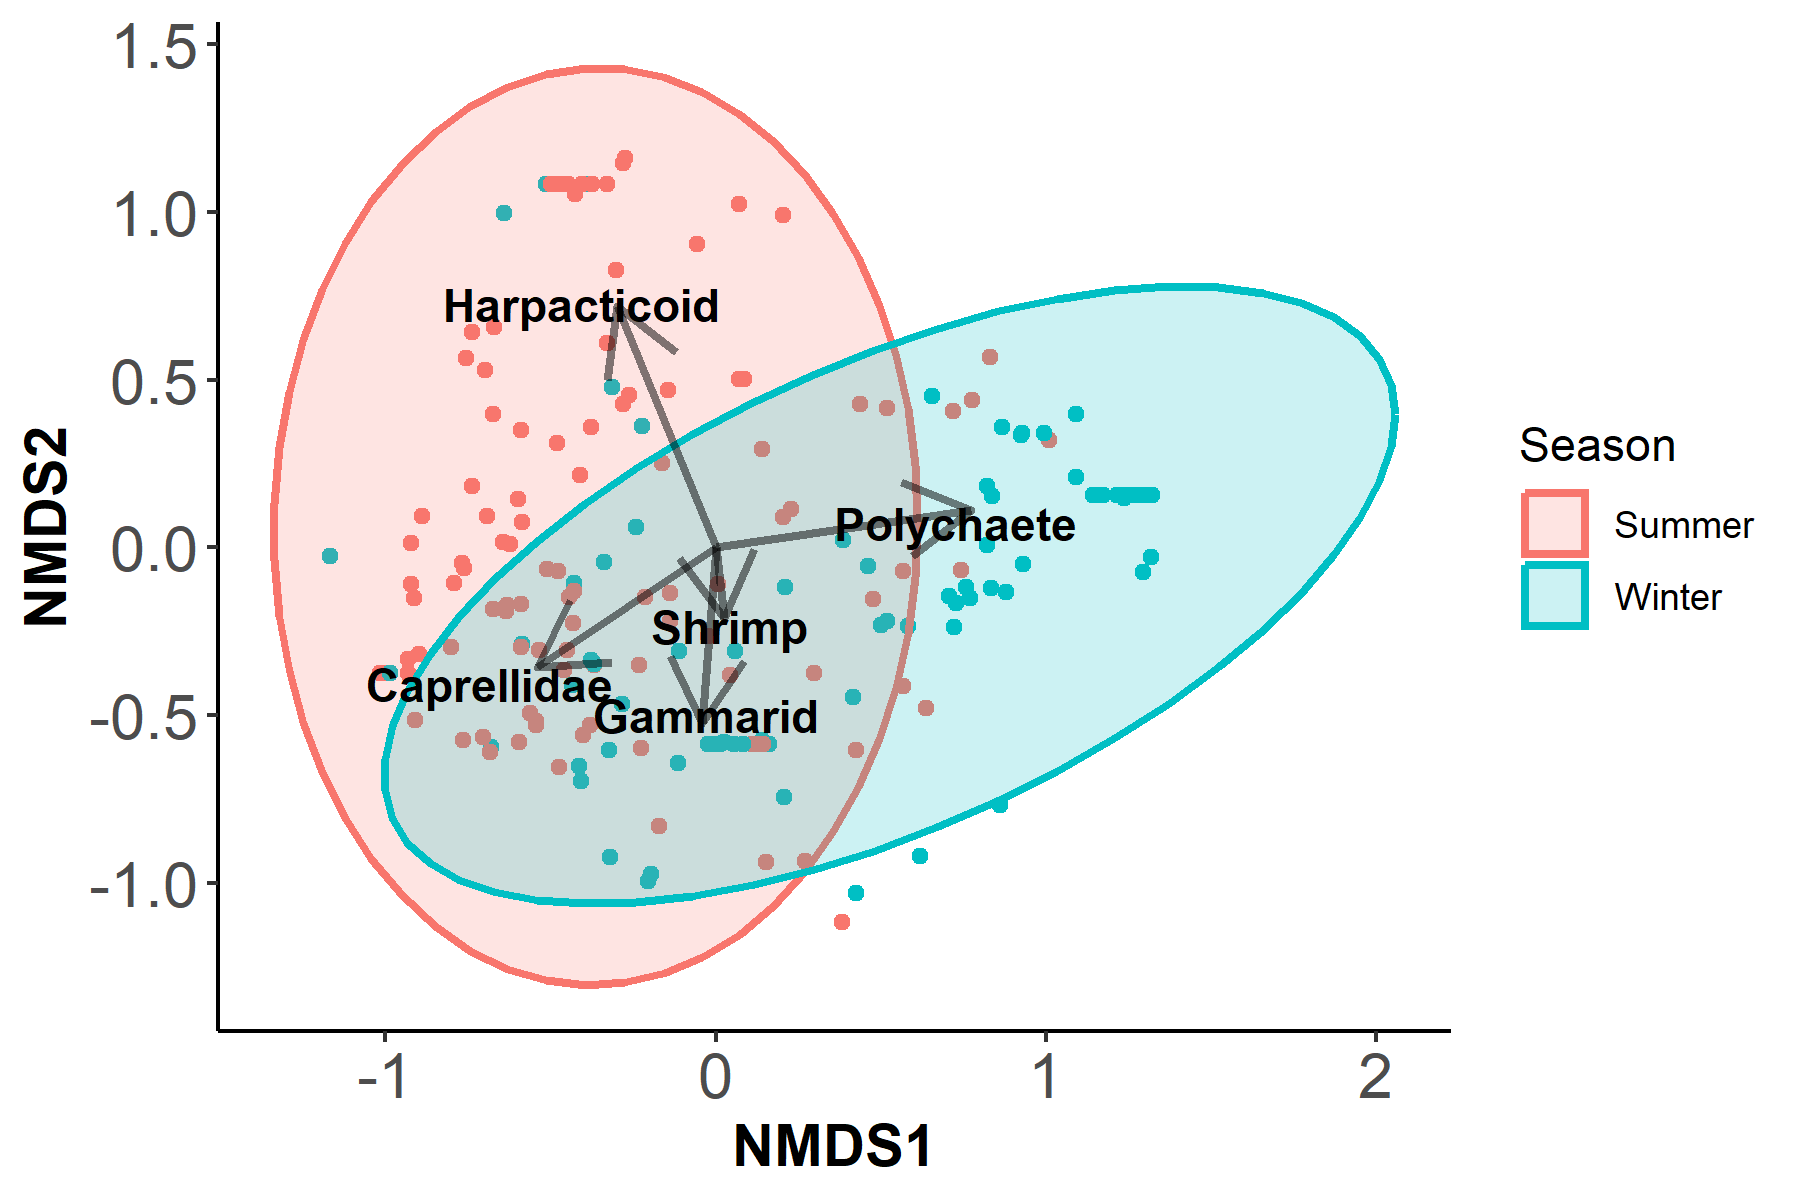 1.5
1.0
0.5
0.0
-0.5
-1.0
NMDS2
Harpacticoid
Polychaete
Shrimp
Caprellidae
Gammarid
-1
0
1
2
NMDS1
Season
Summer
Winter